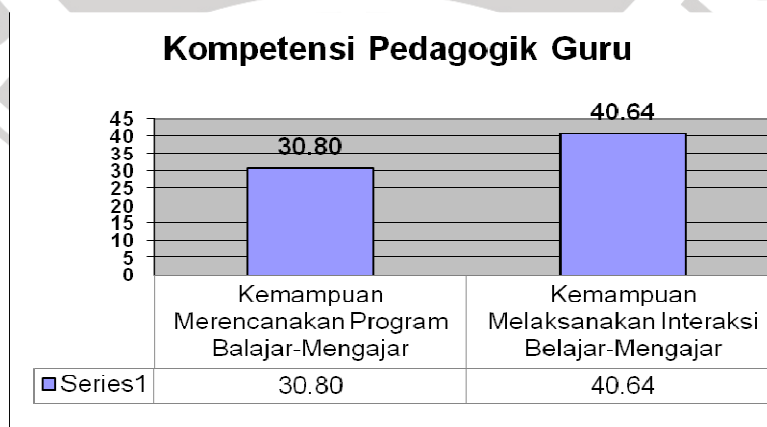 Kompetensi Pedagogik Guru
45
40
35
30
25
20
15
10
5
0
30.80
40.64
Kemampuan
Merencanakan Program
Balajar-Mengajar
Kemampuan
Melaksanakan Interaksi
Belajar-Mengajar
Series1 30.80 40.64